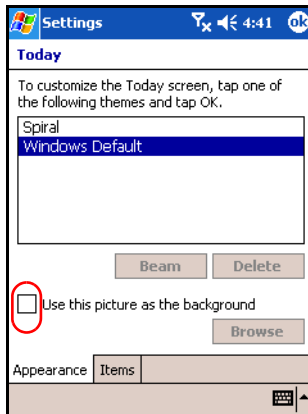 Settings 4:41 ok
Today
To customize the Today screen, tap one of
the following themes and tap OK.
Spiral
Windows Default
Beam Delete
Use this picture as the background
Browse
Appearance Items